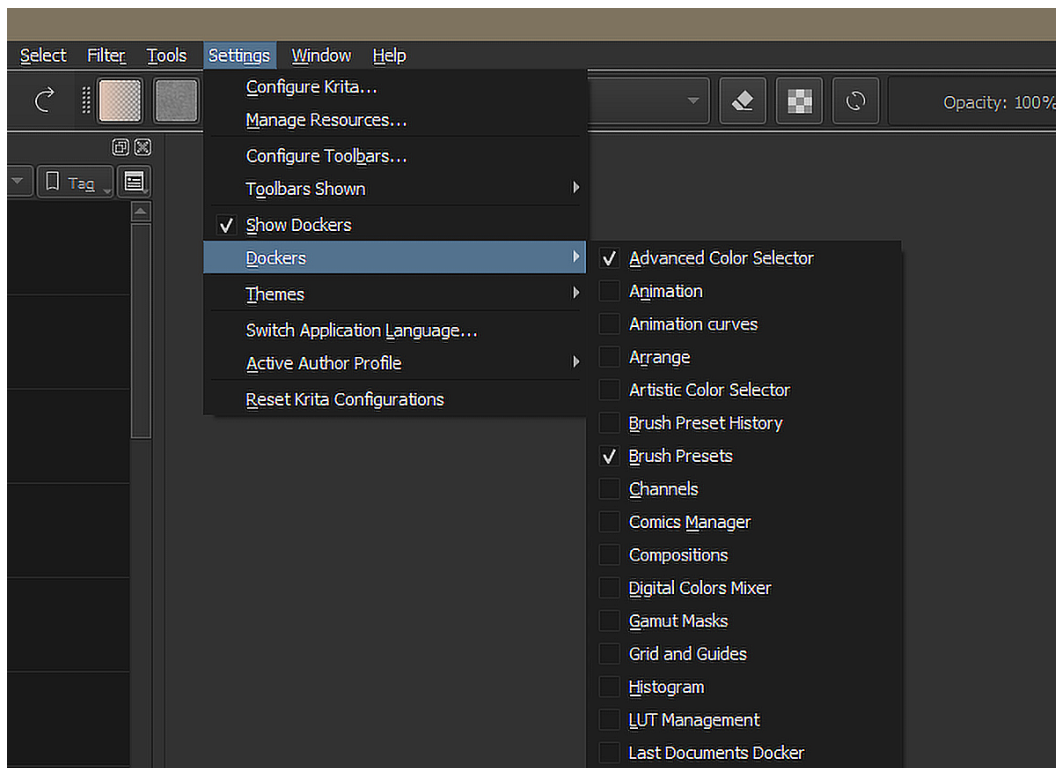 Select Filter Tools Settings Window Help
Opacity: 100%
Tag
Configure Krita...
Manage Resources...
Configure Toolbars...
Toolbars Shown
Show Dockers
Dockers
Themes
Switch Application Language...
Active Author Profile
Reset Krita Configurations
Advanced Color Selector
Animation
Animation curves
Arrange
Artistic Color Selector
Brush Preset History
Brush Presets
Channels
Comics Manager
Compositions
Digital Colors Mixer
Gamut Masks
Grid and Guides
Histogram
LUT Management
Last Documents Docker